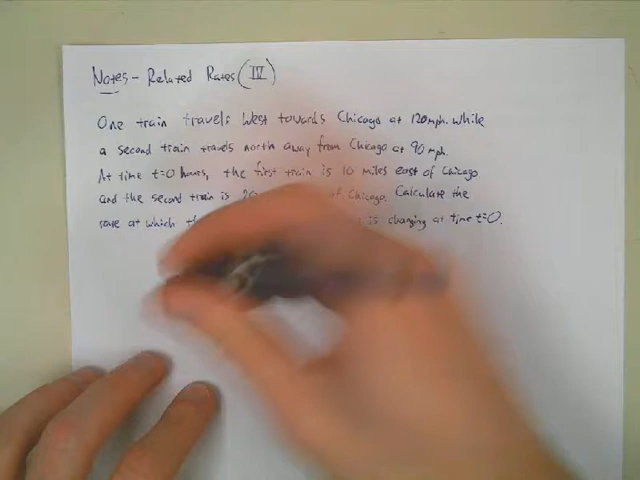 Notes - Related Rates (IV)
One train travels West towards Chicago at 120mph. while
a second train travels north away from Chicago at 90 mph
At time t=0 hours, the first train is 10 miles east of Chicago
and the second train is 20 of Chicago. Calculate the
rate at which is changing at time t=0.